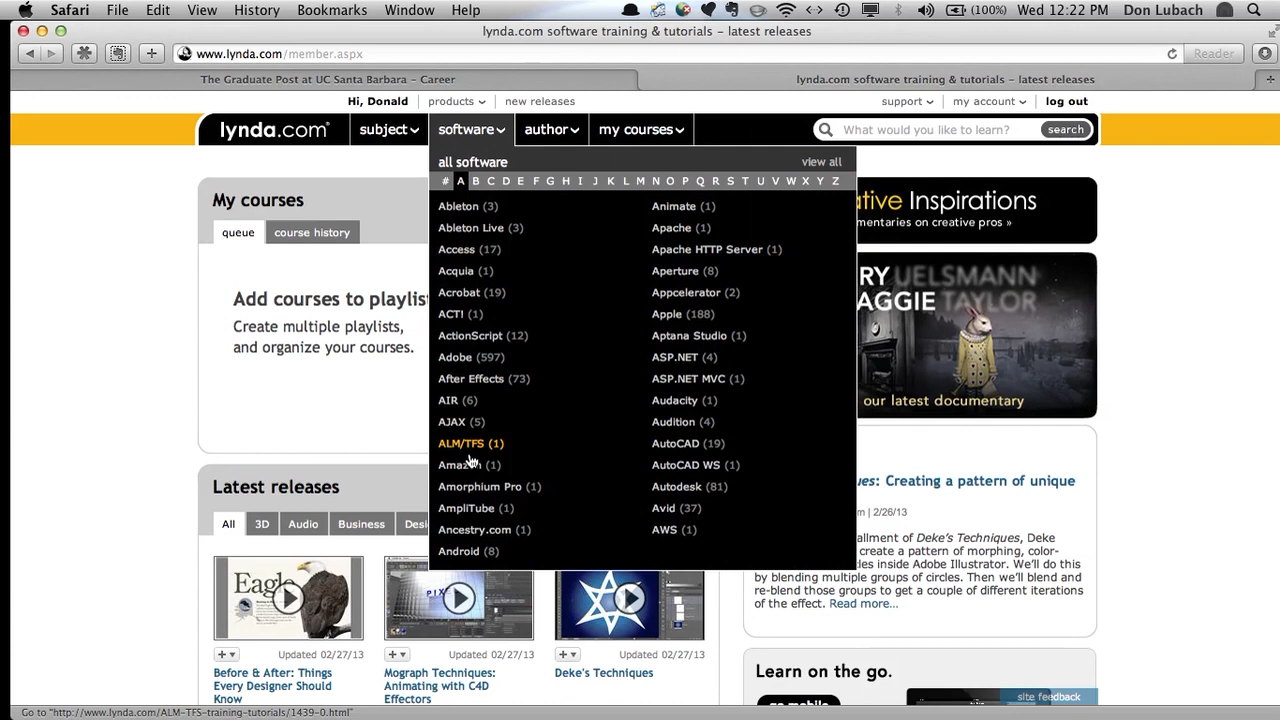 Safari File Edit View History Bookmarks Window Help (100%) Wed 12:22 PM Don Lubach
lynda.com software training & tutorials – latest releases
www.lynda.com/member.aspx Reader
The Graduate Post at UC Santa Barbara – Career lynda.com software training & tutorials – latest releases
Hi, Donald products new releases support my account log out
lynda.com® subject software author my courses What would you like to learn? search
all software view all
# A B C D E F G H I J K L M N O P Q R S T U V W X Y Z
My courses
queue course history
Add courses to playli
Create multiple playlists,
and organize your courses.
Ableton (3)
Ableton Live (3)
Access (17)
Acquia (1)
Acrobat (19)
ACT! (1)
ActionScript (12)
Adobe (597)
After Effects (73)
AIR (6)
AJAX (5)
ALM/TFS (1)
(1)
Amorphium Pro (1)
AmpliTube (1)
Ancestry.com (1)
Android (8)
Animate (1)
Apache (1)
Apache HTTP Server (1)
Aperture (8)
Appcelerator (2)
Apple (188)
Aptana Studio (1)
ASP.NET (4)
ASP.NET MVC (1)
Audacity (1)
Audition (4)
AutoCAD (19)
AutoCAD WS (1)
Autodesk (81)
Avid (37)
AWS (1)
ative Inspirations
mentaries on creative pros »
RY UELSMANN
AGGIE TAYLOR
our latest documentary
ues: Creating a pattern of unique
m | 2/26/13
allment of Deke's Techniques, Deke
create a pattern of morphing, color-
cles inside Adobe Illustrator. We'll do this
by blending multiple groups of circles. Then we'll blend and
re-blend those groups to get a couple of different iterations
of the effect. Read more...
Latest releases
All 3D Audio Business Des
Eagle
PIX
Updated 02/27/13
Before & After: Things
Every Designer Should
Know
Updated 02/27/13
Mograph Techniques:
Animating with C4D
Effectors
Updated 02/27/13
Deke's Techniques
Learn on the go.
go mobile
site feedback
Go to "http://www.lynda.com/ALM-TFS-training-tutorials/1439-0.html"